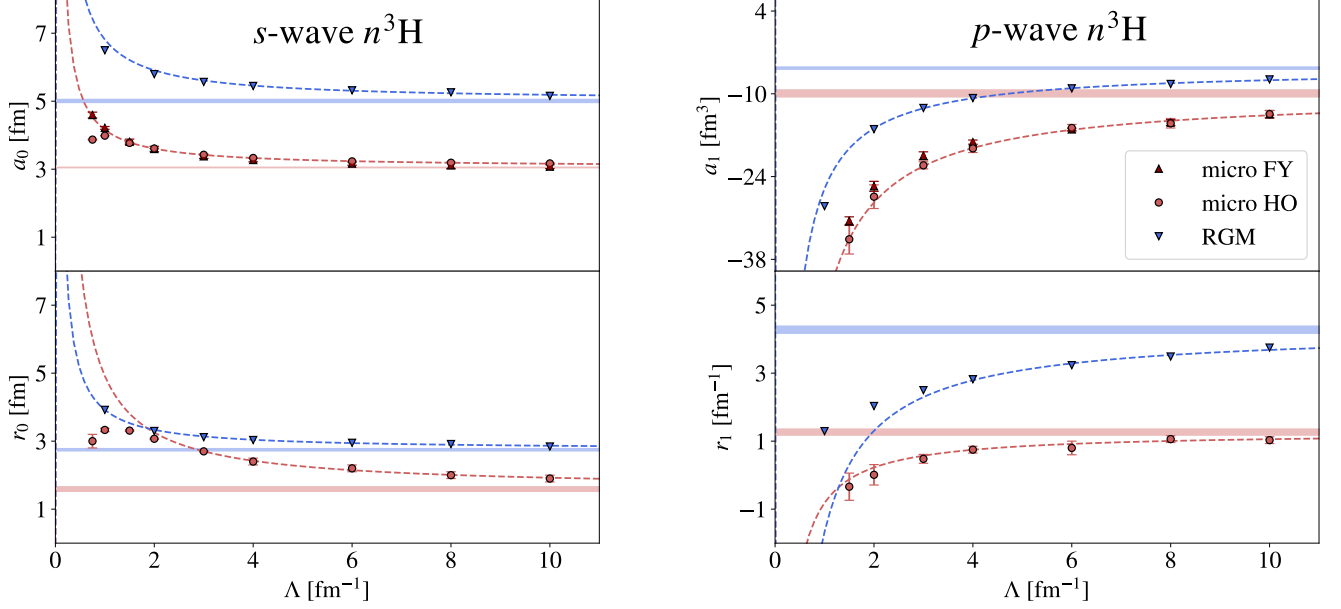 s-wave n³H
7
5
3
1
a₀ [fm]
7
5
3
1
r₀ [fm]
0
2
4
6
8
10
Λ [fm⁻¹]
p-wave n³H
4
−10
−24
−38
a₁ [fm³]
micro FY
micro HO
RGM
5
3
1
−1
r₁ [fm⁻¹]
0
2
4
6
8
10
Λ [fm⁻¹]